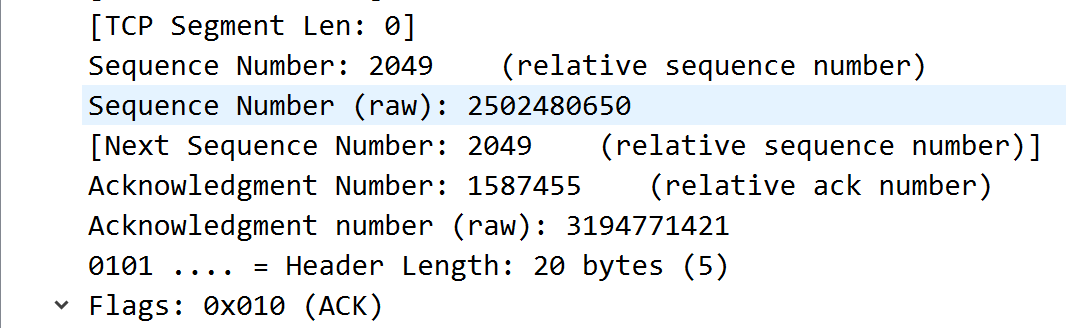 [TCP Segment Len: 0]
Sequence Number: 2049    (relative sequence number)
Sequence Number (raw): 2502480650
[Next Sequence Number: 2049    (relative sequence number)]
Acknowledgment Number: 1587455    (relative ack number)
Acknowledgment number (raw): 3194771421
0101 .... = Header Length: 20 bytes (5)
Flags: 0x010 (ACK)